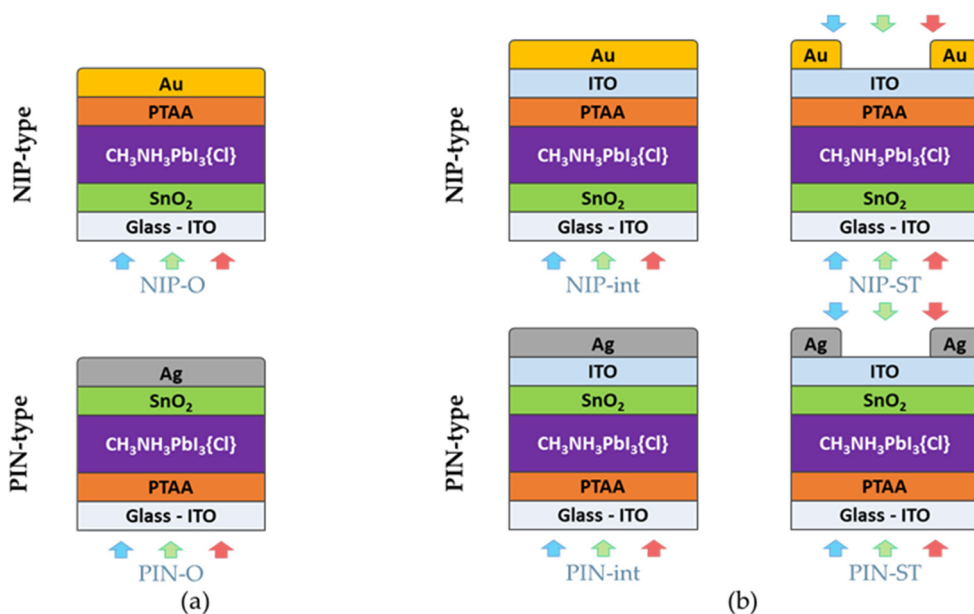 NIP-type
Au
PTAA
CH₃NH₃PbI₃{Cl}
SnO₂
Glass - ITO
NIP-O
NIP-type
Au
ITO
PTAA
CH₃NH₃PbI₃{Cl}
SnO₂
Glass - ITO
NIP-int
Au Au
ITO
PTAA
CH₃NH₃PbI₃{Cl}
SnO₂
Glass - ITO
NIP-ST
PIN-type
Ag
SnO₂
CH₃NH₃PbI₃{Cl}
PTAA
Glass - ITO
PIN-O
(a)
PIN-type
Ag
ITO
SnO₂
CH₃NH₃PbI₃{Cl}
PTAA
Glass - ITO
PIN-int
Ag Ag
ITO
SnO₂
CH₃NH₃PbI₃{Cl}
PTAA
Glass - ITO
PIN-ST
(b)